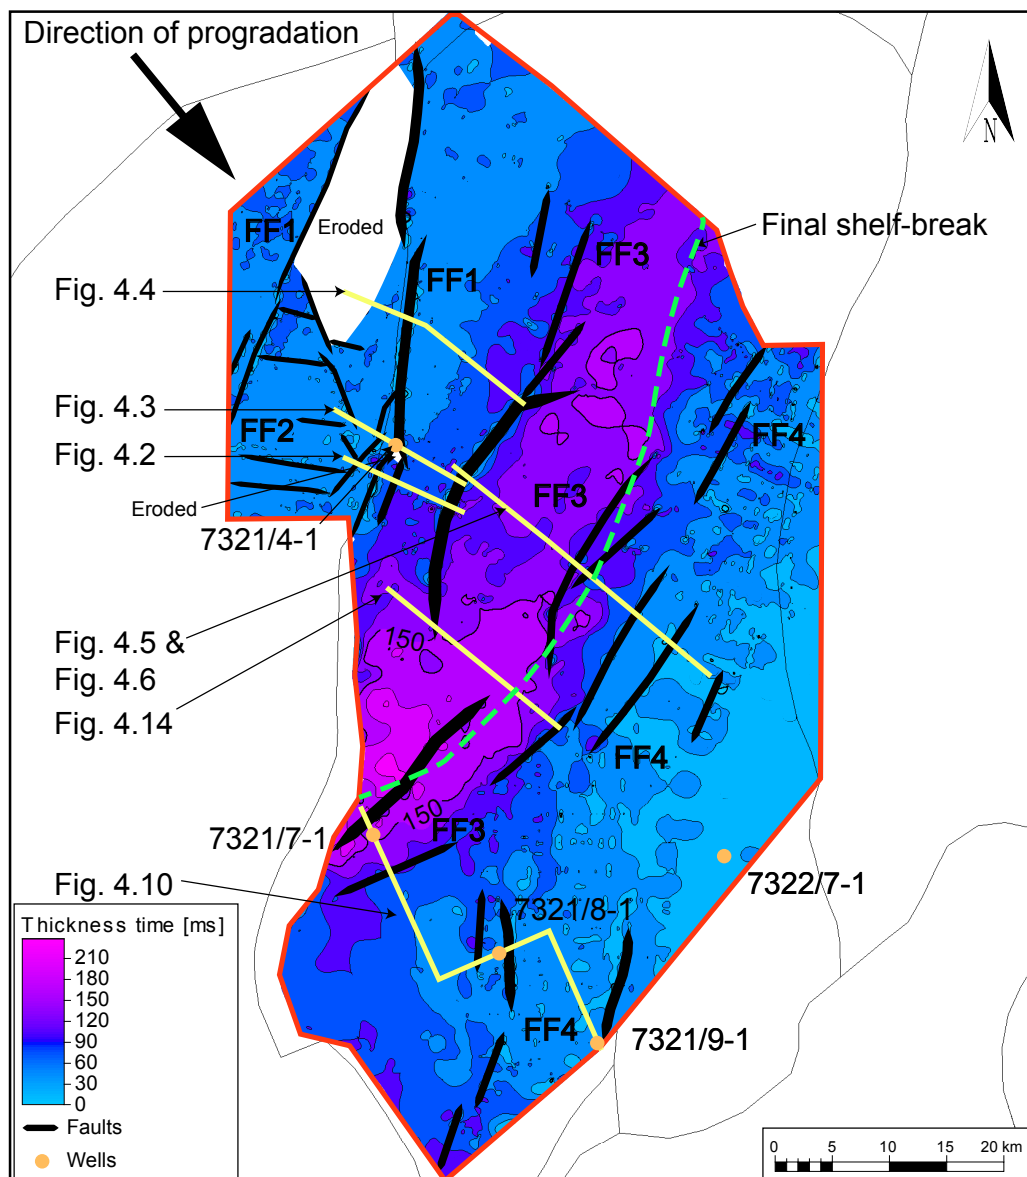 Direction of progradation
N
FF1
Eroded
FF3
Final shelf-break
Fig. 4.4
FF1
Fig. 4.3
FF2
FF4
Fig. 4.2
FF3
Eroded
7321/4-1
Fig. 4.5 &
Fig. 4.6
150
Fig. 4.14
FF4
150
7321/7-1
FF3
7322/7-1
Fig. 4.10
7321/8-1
Thickness time [ms]
210
180
150
120
90
60
30
0
Faults
Wells
FF4
7321/9-1
0 5 10 15 20 km